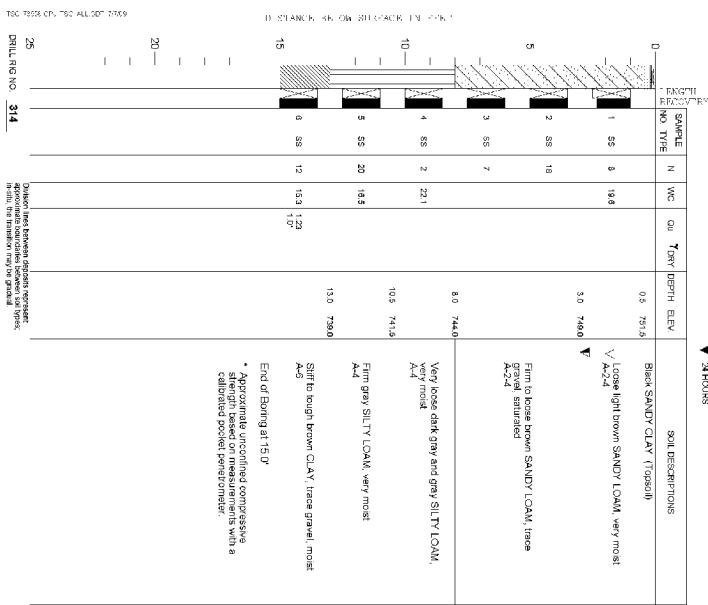 24 HOURS
DISTANCE BELOW SURFACE IN FEET
0
5
10
15
20
25
LENGTH
RECOVERY
SAMPLE
NO. TYPE
N
WC
Qu
γDRY
DEPTH
ELEV.
SOIL DESCRIPTIONS
0.5 751.5
Black SANDY CLAY (Topsoil)
1 SS 8 19.6
Loose light brown SANDY LOAM, very moist
A-2-4
3.0 749.0
2 SS 18
Firm to loose brown SANDY LOAM, trace
gravel, saturated
A-2-4
3 SS 7
8.0 744.0
4 SS 2 22.1
Very loose dark gray and gray SILTY LOAM,
very moist
A-4
10.5 741.5
5 SS 20 16.5
Firm gray SILTY LOAM, very moist
A-4
13.0 739.0
6 SS 12 15.3 1.23
1.0*
Stiff to tough brown CLAY, trace gravel, moist
A-6
End of Boring at 15.0'
* Approximate unconfined compressive
strength based on measurements with a
calibrated pocket penetrometer.
DRILL RIG NO. 314
Division lines between deposits represent
approximate boundaries between soil types;
in-situ, the transition may be gradual.